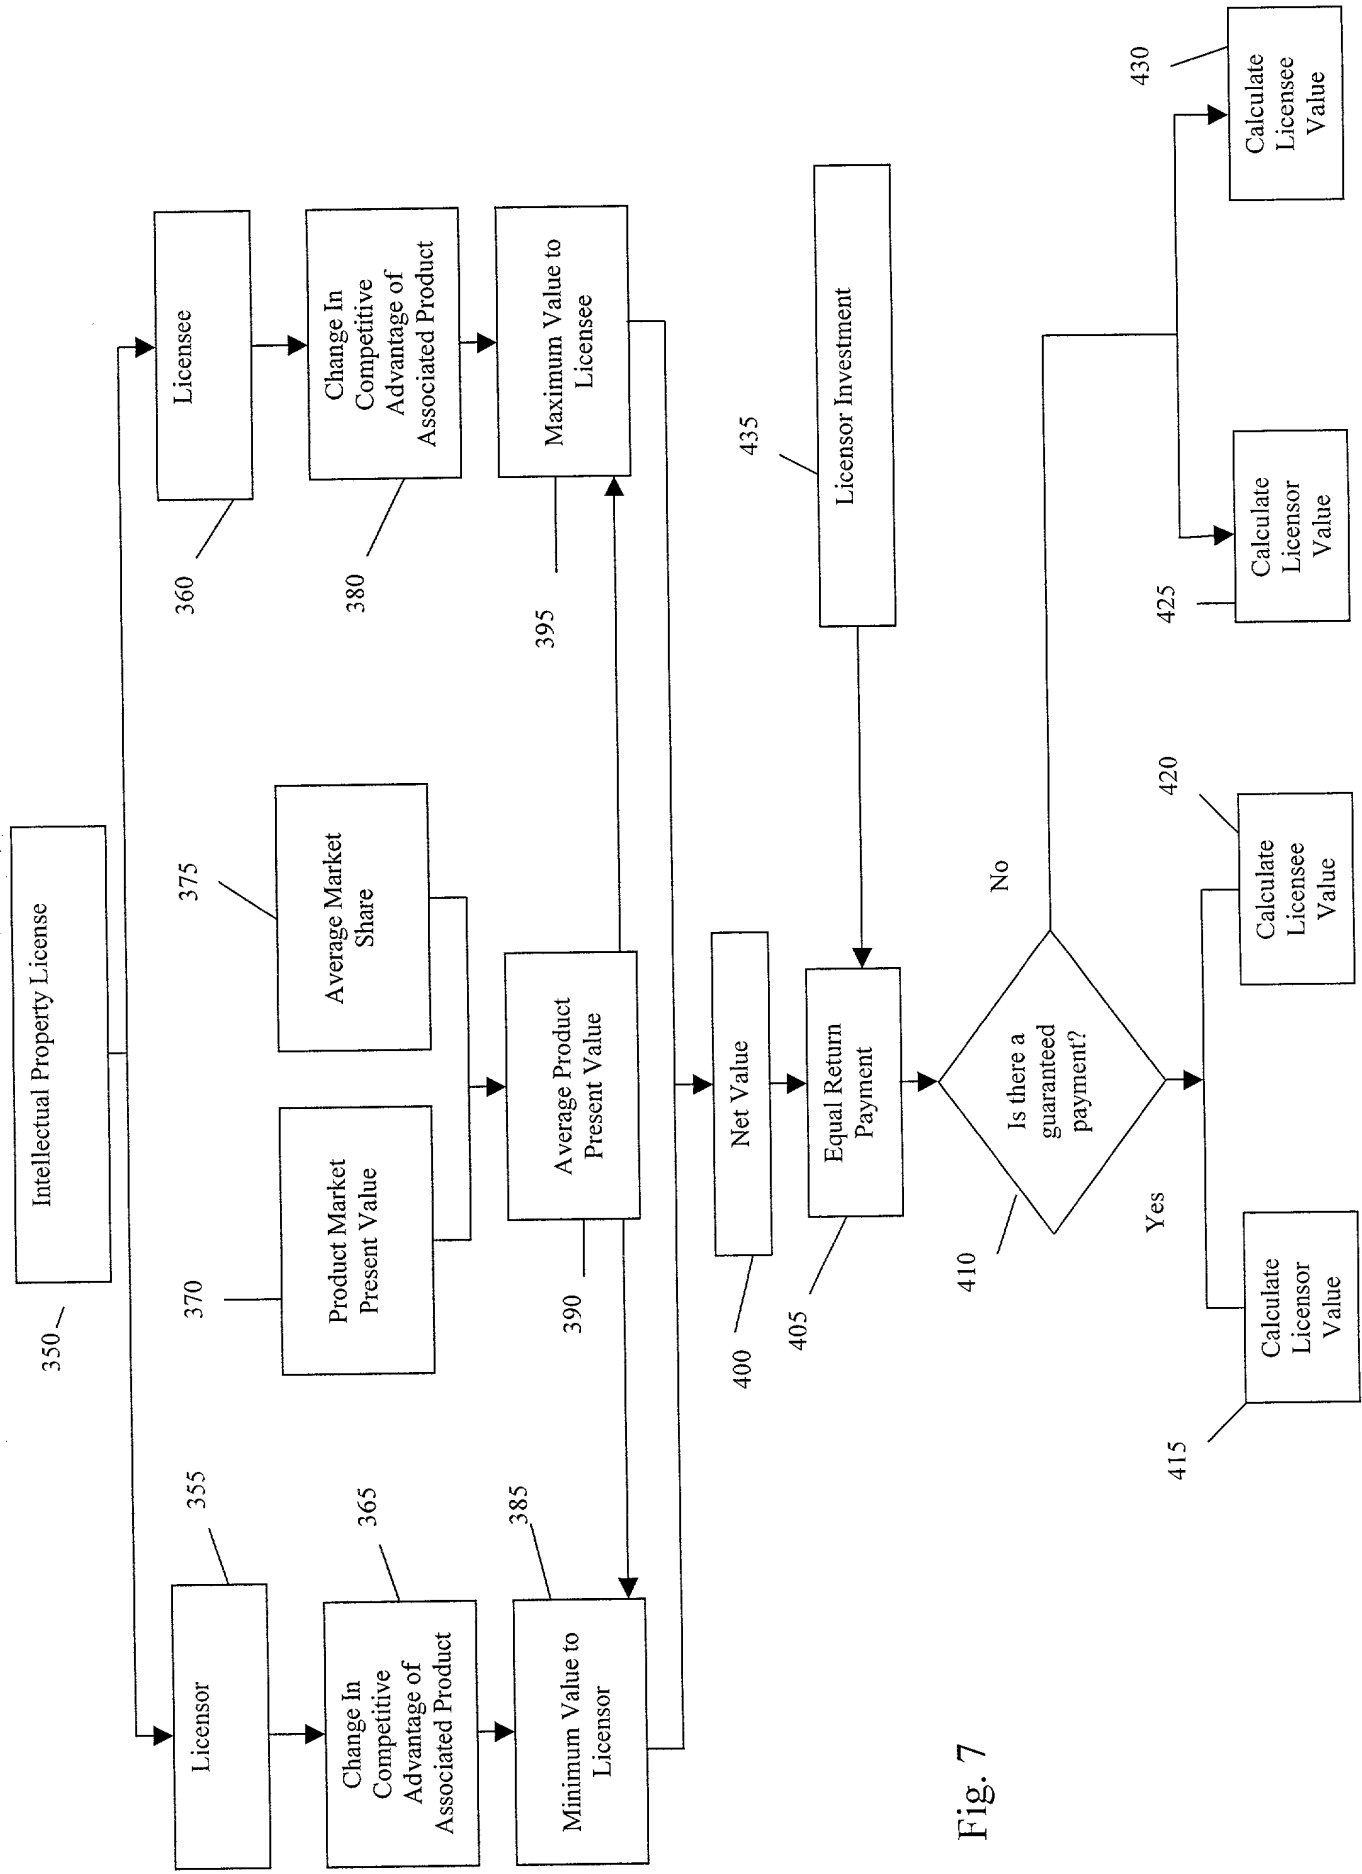 Intellectual Property License
350
Licensor
355
Licensee
360
Change In
Competitive
Advantage of
Associated Product
365
Product Market
Present Value
370
Average Market
Share
375
Change In
Competitive
Advantage of
Associated Product
380
Minimum Value to
Licensor
385
Average Product
Present Value
390
Maximum Value to
Licensee
395
Net Value
400
Equal Return
Payment
405
Licensor Investment
435
Is there a
guaranteed
payment?
410
No
Yes
Calculate
Licensor
Value
415
Calculate
Licensee
Value
420
Calculate
Licensor
Value
425
Calculate
Licensee
Value
430
Fig. 7